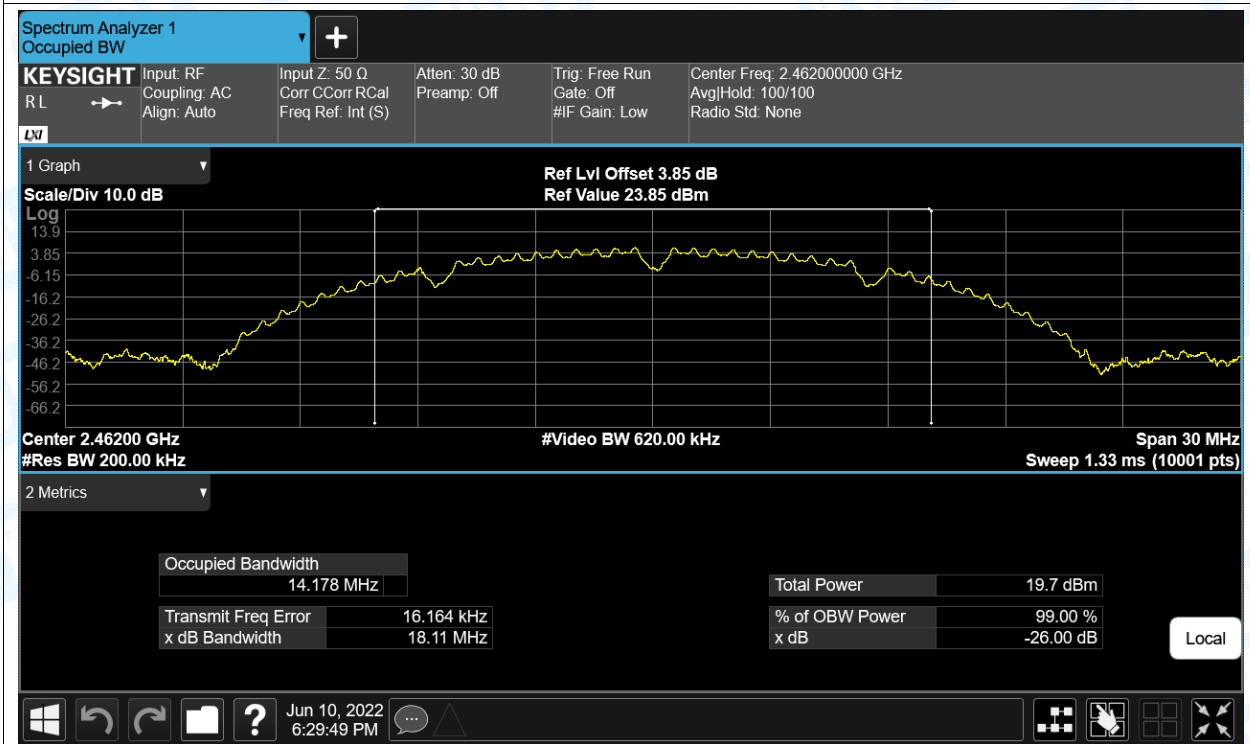 Spectrum Analyzer 1
Occupied BW
KEYSIGHT
R L
LXI
Input: RF
Coupling: AC
Align: Auto
Input Z: 50 Ω
Corr CCorr RCal
Freq Ref: Int (S)
Atten: 30 dB
Preamp: Off
Trig: Free Run
Gate: Off
#IF Gain: Low
Center Freq: 2.462000000 GHz
Avg|Hold: 100/100
Radio Std: None
1 Graph
Scale/Div 10.0 dB
Ref Lvl Offset 3.85 dB
Ref Value 23.85 dBm
Log
13.9
3.85
-6.15
-16.2
-26.2
-36.2
-46.2
-56.2
-66.2
Center 2.46200 GHz
#Res BW 200.00 kHz
#Video BW 620.00 kHz
Span 30 MHz
Sweep 1.33 ms (10001 pts)
2 Metrics
Occupied Bandwidth
14.178 MHz
Transmit Freq Error 16.164 kHz
x dB Bandwidth 18.11 MHz
Total Power 19.7 dBm
% of OBW Power 99.00 %
x dB -26.00 dB
Local
?
Jun 10, 2022
6:29:49 PM